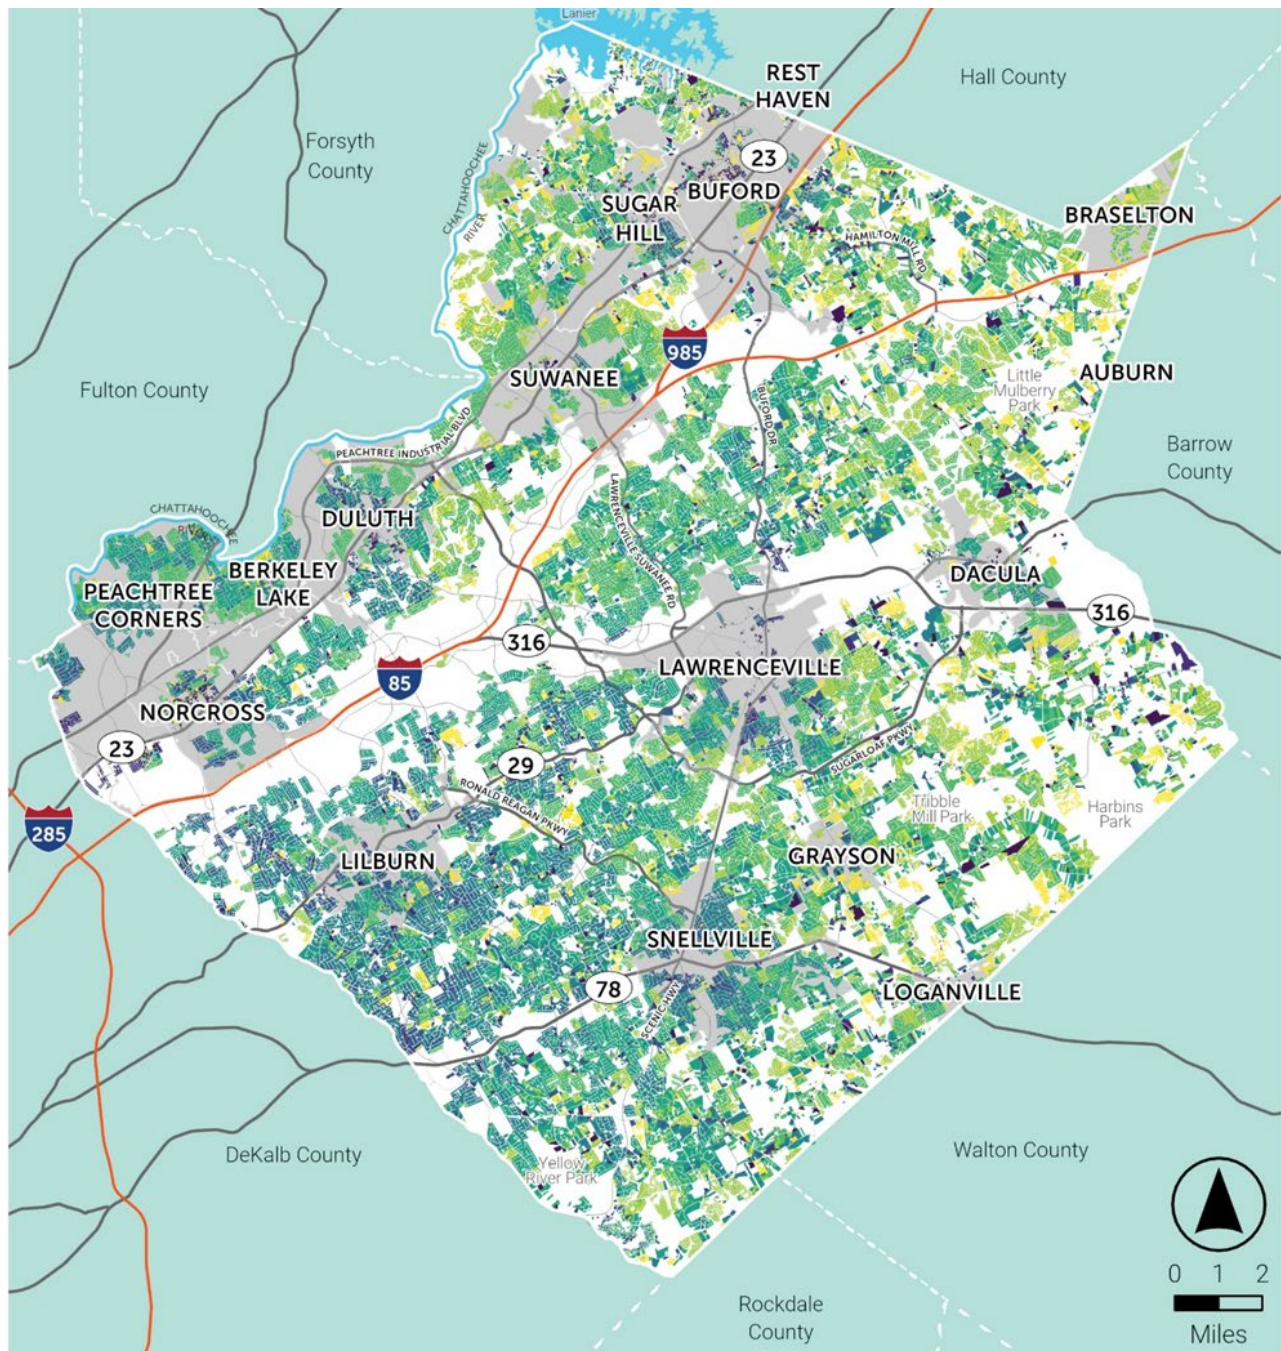 Lanier
REST
HAVEN
Hall County
Forsyth
County
CHATTAHOOCHEE
RIVER
23
BUFORD
SUGAR
HILL
BRASELTON
HAMILTON MILL RD
985
SUWANEE
Fulton County
Little
Mulberry
Park
AUBURN
BUFORD DR
PEACHTREE INDUSTRIAL BLVD
Barrow
County
LAWRENCEVILLE SUWANEE RD
CHATTAHOOCHEE
RIVER
DULUTH
BERKELEY
LAKE
PEACHTREE
CORNERS
DACULA
316
316
LAWRENCEVILLE
85
NORCROSS
23
29
SUGARLOAF PKWY
RONALD REAGAN PKWY
Tribble
Mill Park
Harbins
Park
285
LILBURN
GRAYSON
SNELLVILLE
78
SCENIC HWY
LOGANVILLE
DeKalb County
Yellow
River Park
Walton County
Rockdale
County
0 1 2
Miles